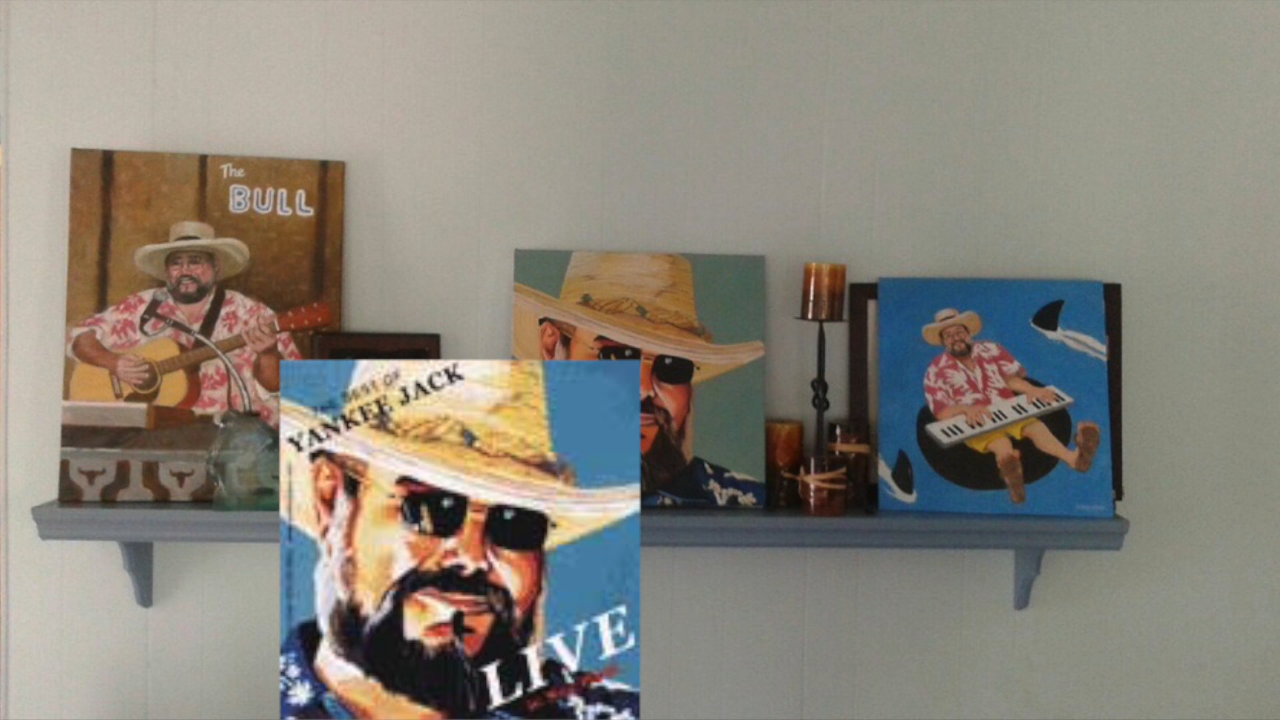 The
BULL
THE BEST OF
YANKEE JACK
LIVE